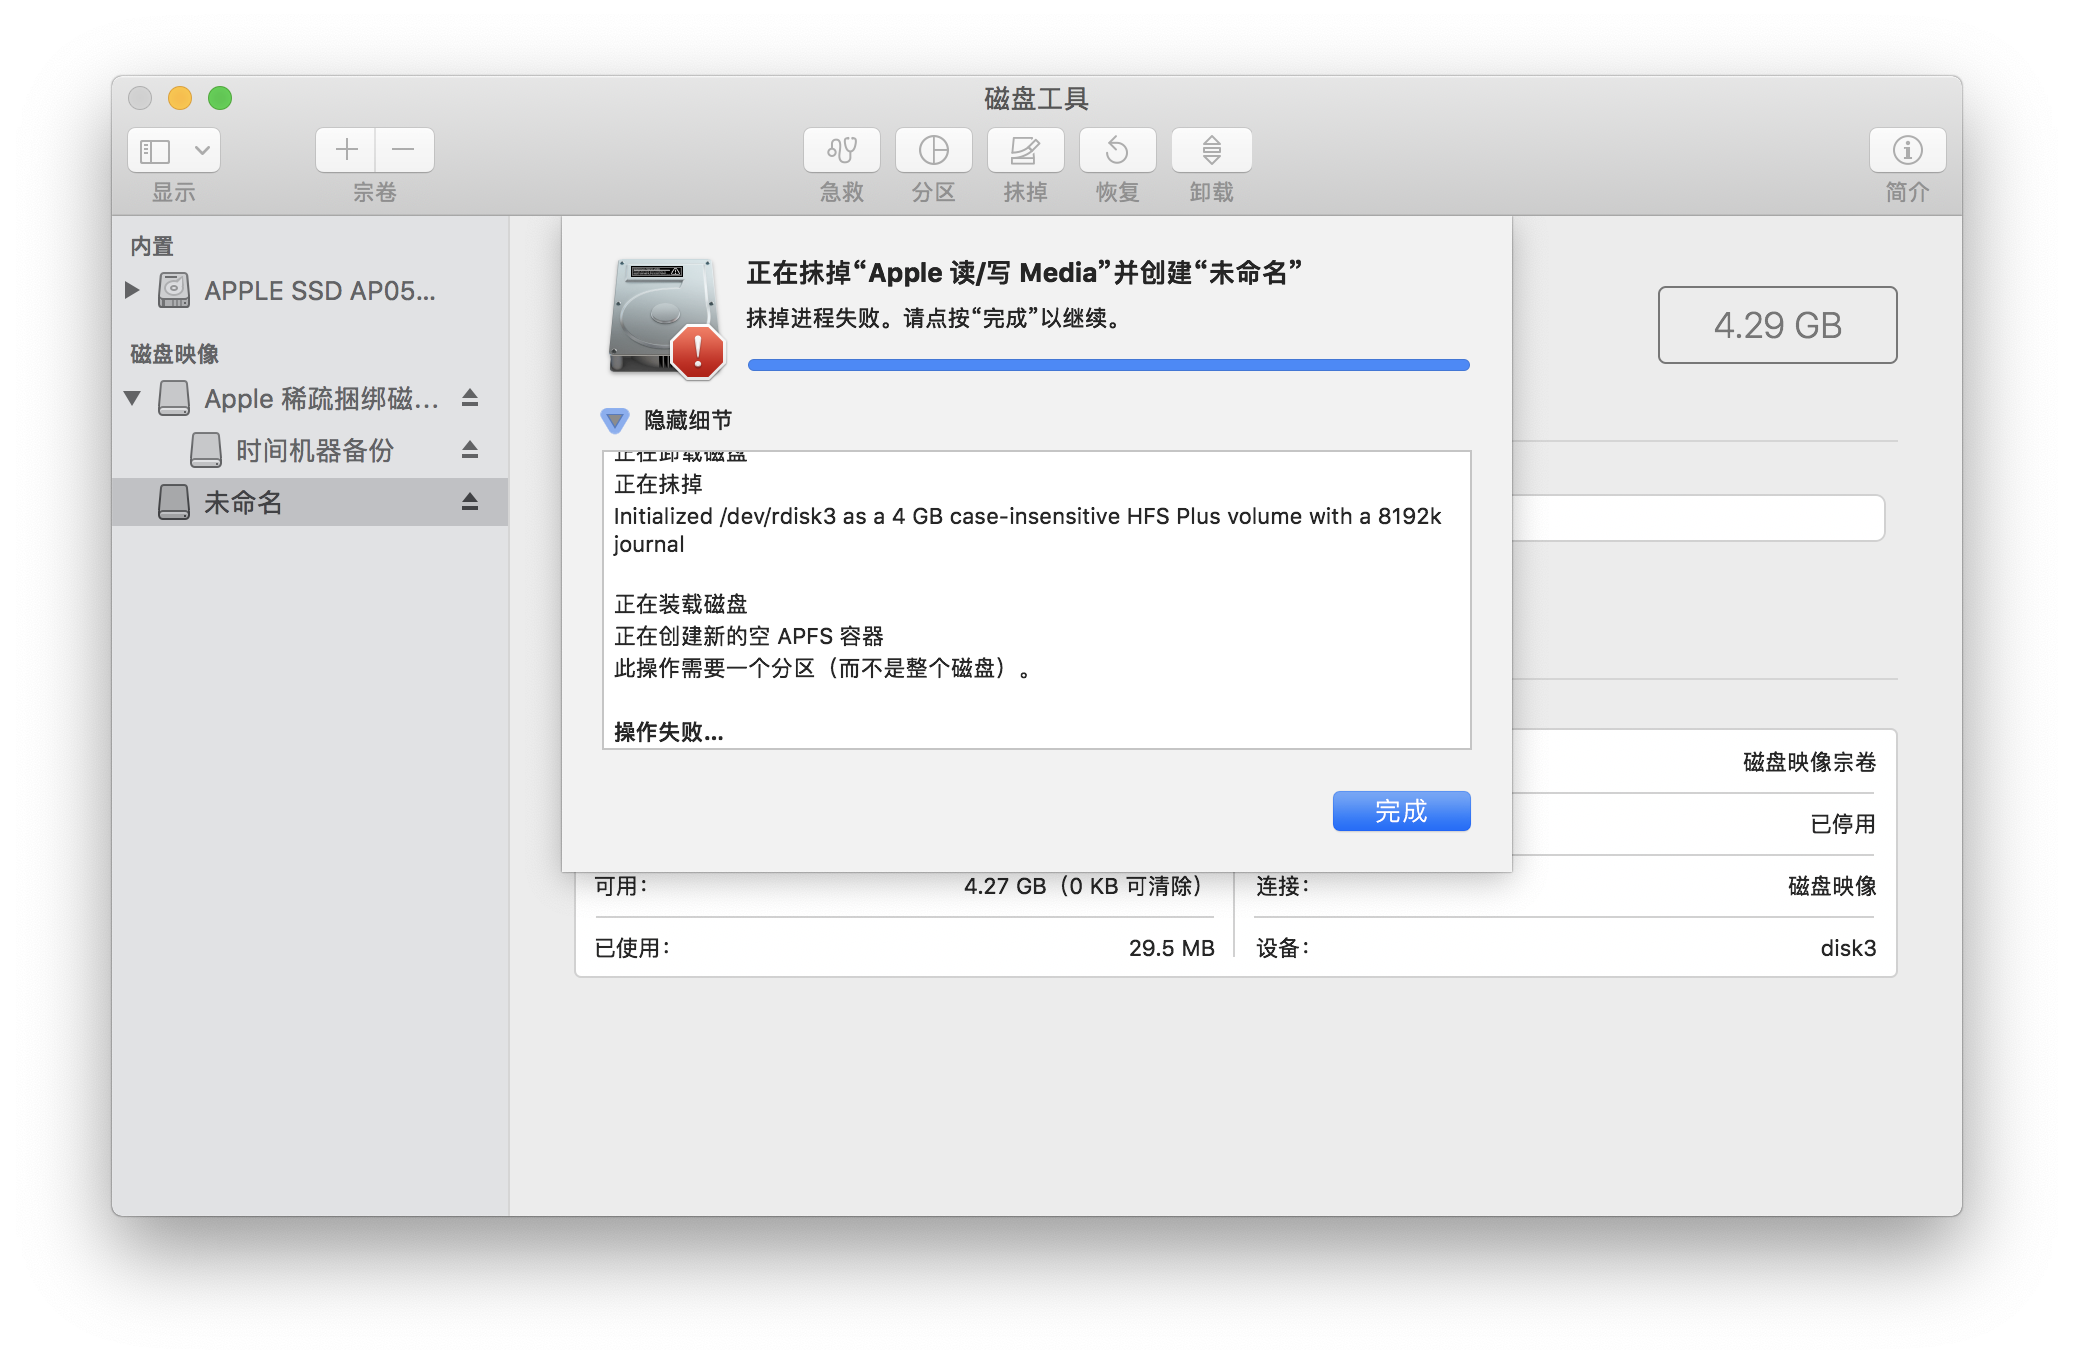 磁盘工具
显示
宗卷
急救
分区
抹掉
恢复
卸载
简介
内置
APPLE SSD AP05...
磁盘映像
Apple 稀疏捆绑磁...
时间机器备份
未命名
正在抹掉“Apple 读/写 Media”并创建“未命名”
抹掉进程失败。请点按“完成”以继续。
隐藏细节
正在卸载磁盘
正在抹掉
Initialized /dev/rdisk3 as a 4 GB case-insensitive HFS Plus volume with a 8192k
journal
正在装载磁盘
正在创建新的空 APFS 容器
此操作需要一个分区（而不是整个磁盘）。
操作失败...
完成
4.29 GB
磁盘映像宗卷
已停用
可用：
4.27 GB（0 KB 可清除）
连接：
磁盘映像
已使用：
29.5 MB
设备：
disk3